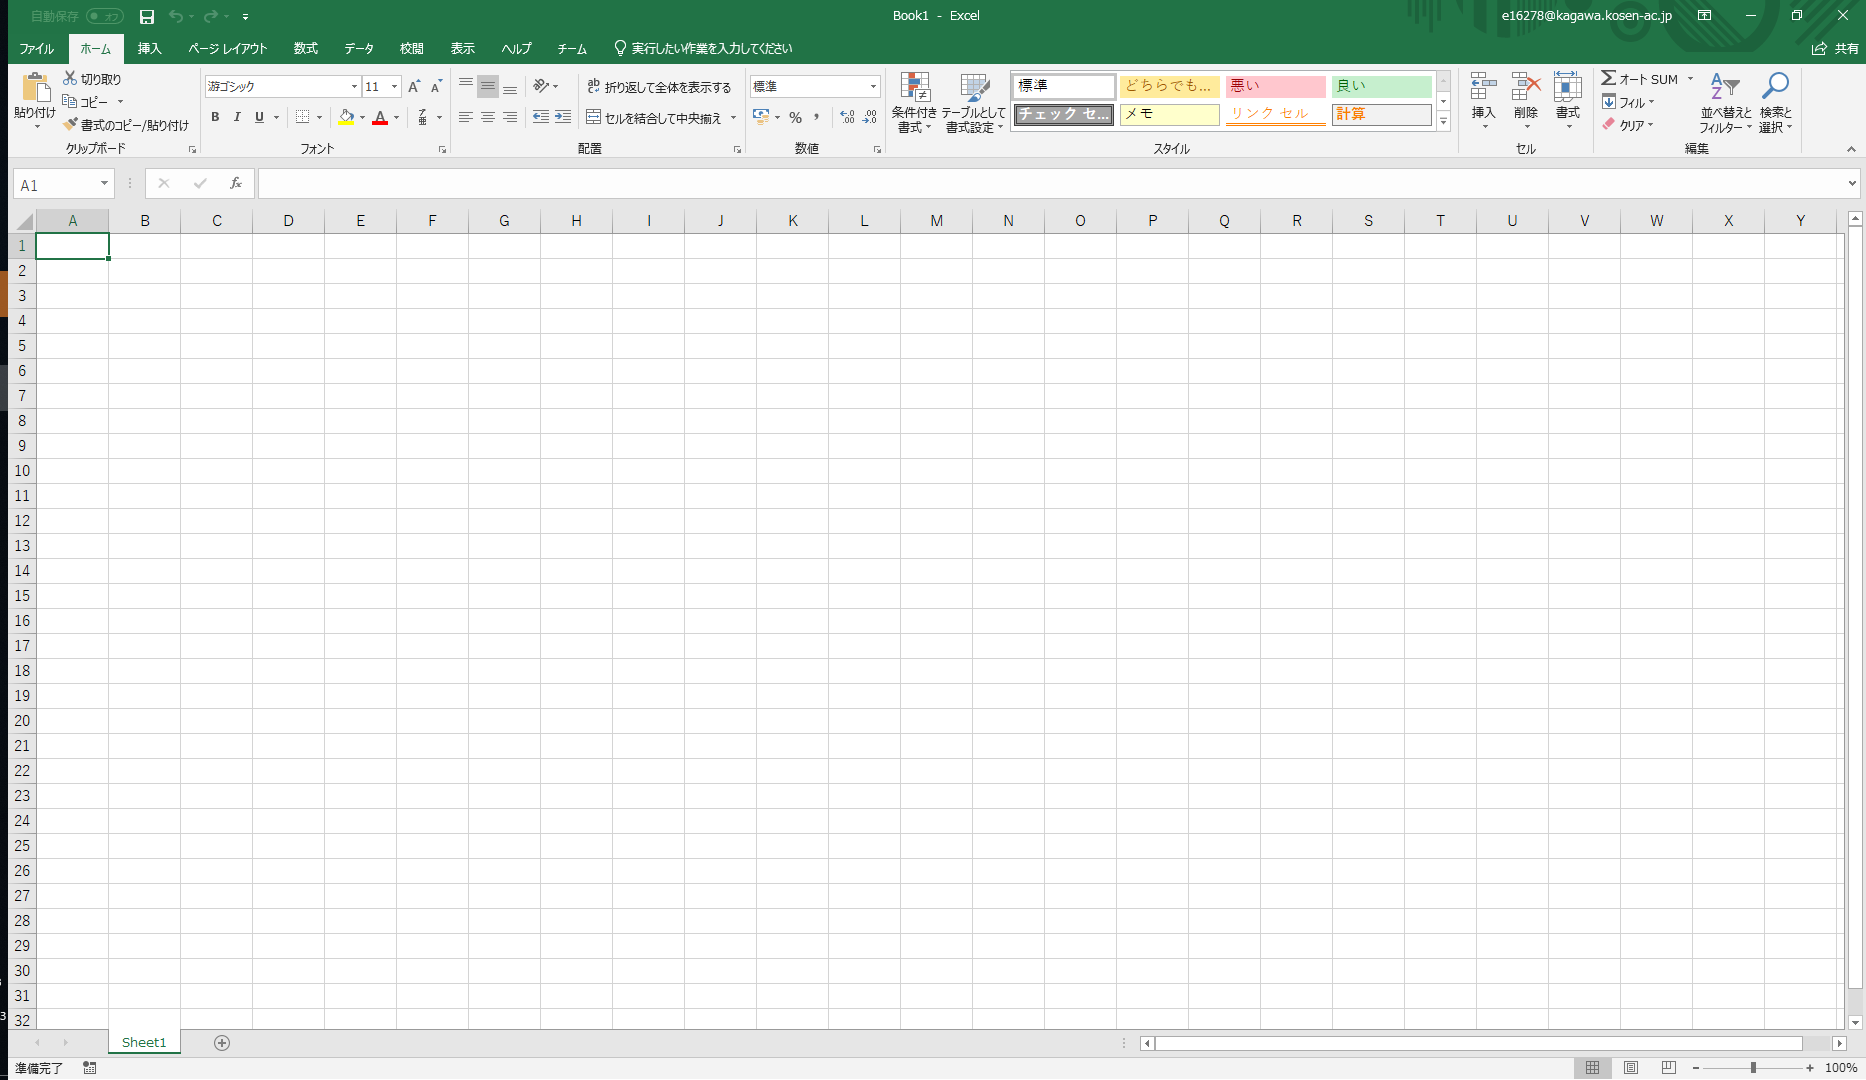 自動保存 オフ
Book1 - Excel
e16278@kagawa.kosen-ac.jp
ファイル ホーム 挿入 ページ レイアウト 数式 データ 校閲 表示 ヘルプ チーム 実行したい作業を入力してください 共有
貼り付け
切り取り
コピー
書式のコピー/貼り付け
クリップボード
游ゴシック 11
B I U
フォント
折り返して全体を表示する
セルを結合して中央揃え
配置
標準
%
数値
条件付き書式
テーブルとして書式設定
標準 どちらでも... 悪い 良い
チェック セ... メモ リンク セル 計算
スタイル
挿入 削除 書式
セル
オート SUM
フィル
クリア
並べ替えとフィルター
検索と選択
編集
A1
fx
A B C D E F G H I J K L M N O P Q R S T U V W X Y
1
2
3
4
5
6
7
8
9
10
11
12
13
14
15
16
17
18
19
20
21
22
23
24
25
26
27
28
29
30
31
32
Sheet1
準備完了
100%